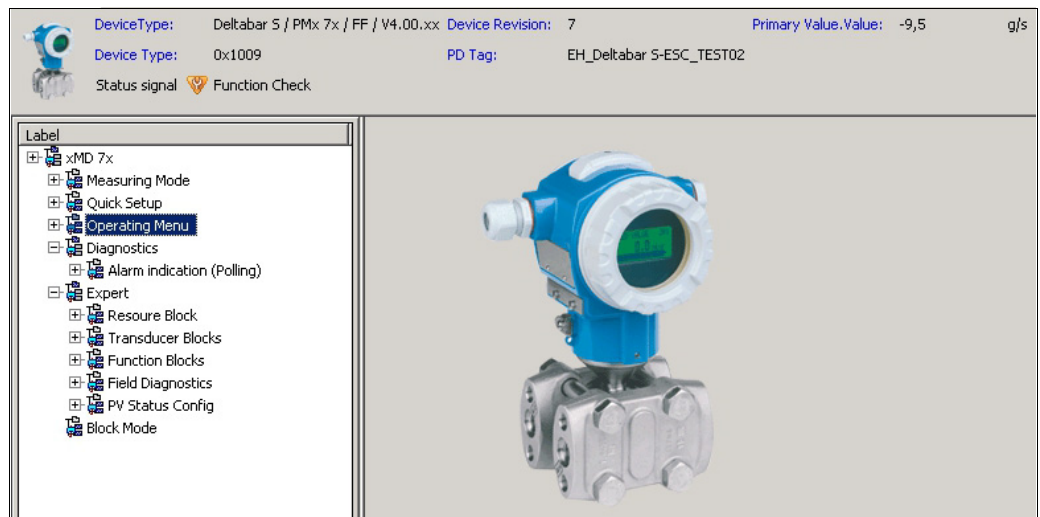 DeviceType: Deltabar S / PMx 7x / FF / V4.00.xx Device Revision: 7 Primary Value.Value: -9,5 g/s
Device Type: 0x1009 PD Tag: EH_Deltabar S-ESC_TEST02
Status signal Function Check
Label
xMD 7x
Measuring Mode
Quick Setup
Operating Menu
Diagnostics
Alarm indication (Polling)
Expert
Resoure Block
Transducer Blocks
Function Blocks
Field Diagnostics
PV Status Config
Block Mode